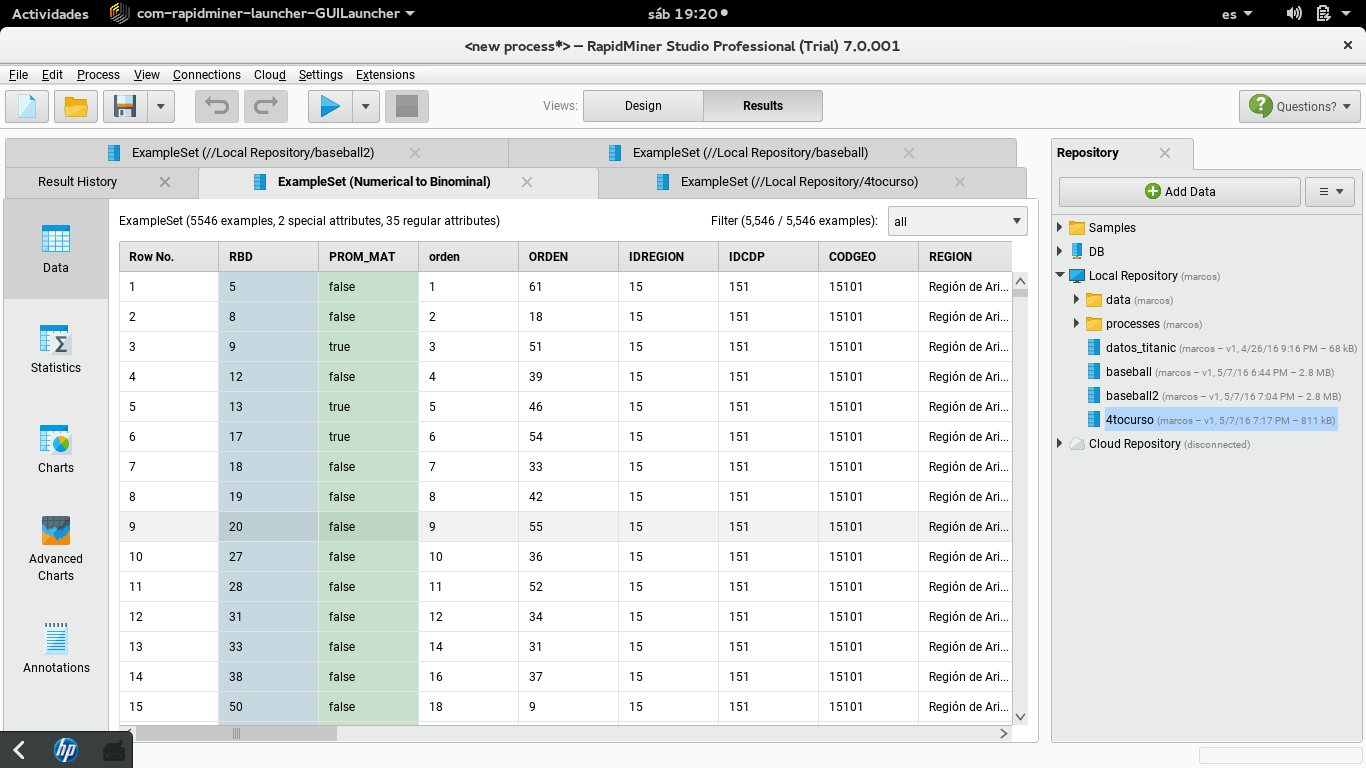 Actividades com-rapidminer-launcher-GUILauncher sáb 19:20 es
<new process*> – RapidMiner Studio Professional (Trial) 7.0.001
File Edit Process View Connections Cloud Settings Extensions
Views: Design Results Questions?
ExampleSet (//Local Repository/baseball2) ExampleSet (//Local Repository/baseball)
Result History ExampleSet (Numerical to Binominal) ExampleSet (//Local Repository/4tocurso)
Data
Statistics
Charts
Advanced
Charts
Annotations
ExampleSet (5546 examples, 2 special attributes, 35 regular attributes) Filter (5,546 / 5,546 examples): all
Row No. RBD PROM_MAT orden ORDEN IDREGION IDCDP CODGEO REGION
1 5 false 1 61 15 151 15101 Región de Ari...
2 8 false 2 18 15 151 15101 Región de Ari...
3 9 true 3 51 15 151 15101 Región de Ari...
4 12 false 4 39 15 151 15101 Región de Ari...
5 13 true 5 46 15 151 15101 Región de Ari...
6 17 true 6 54 15 151 15101 Región de Ari...
7 18 false 7 33 15 151 15101 Región de Ari...
8 19 false 8 42 15 151 15101 Región de Ari...
9 20 false 9 55 15 151 15101 Región de Ari...
10 27 false 10 36 15 151 15101 Región de Ari...
11 28 false 11 52 15 151 15101 Región de Ari...
12 31 false 12 34 15 151 15101 Región de Ari...
13 33 false 14 31 15 151 15101 Región de Ari...
14 38 false 16 37 15 151 15101 Región de Ari...
15 50 false 18 9 15 151 15101 Región de Ari...
Repository
Add Data
Samples
DB
Local Repository (marcos)
data (marcos)
processes (marcos)
datos_titanic (marcos – v1, 4/26/16 9:16 PM – 68 kB)
baseball (marcos – v1, 5/7/16 6:44 PM – 2.8 MB)
baseball2 (marcos – v1, 5/7/16 7:04 PM – 2.8 MB)
4tocurso (marcos – v1, 5/7/16 7:17 PM – 811 kB)
Cloud Repository (disconnected)
hp